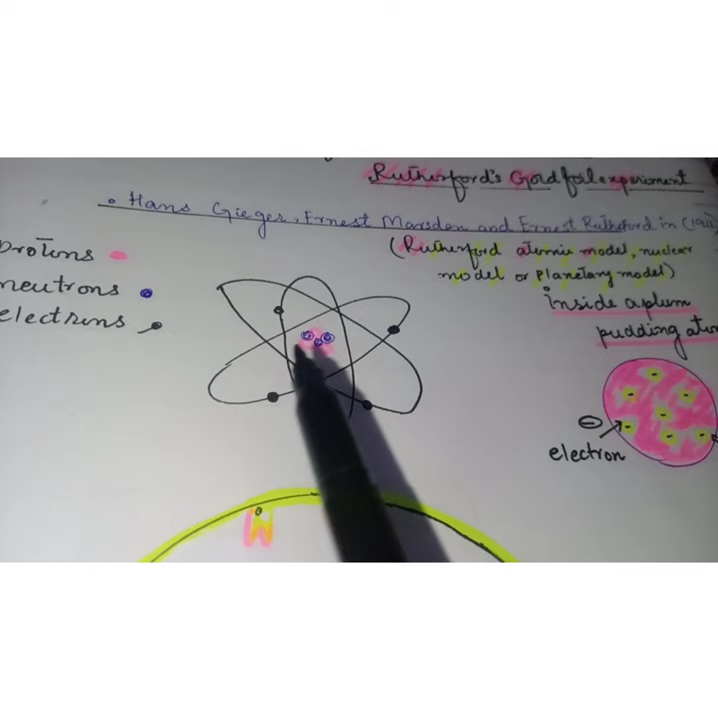 Rutherford's Gold foil experiment
Hans Gieger, Ernest Marsden and Ernest Rutheford in (1911)
(Rutherford atomic model, nuclear
model or planetary model)
protons
neutrons
electrons
Inside a plum
pudding atom
electron